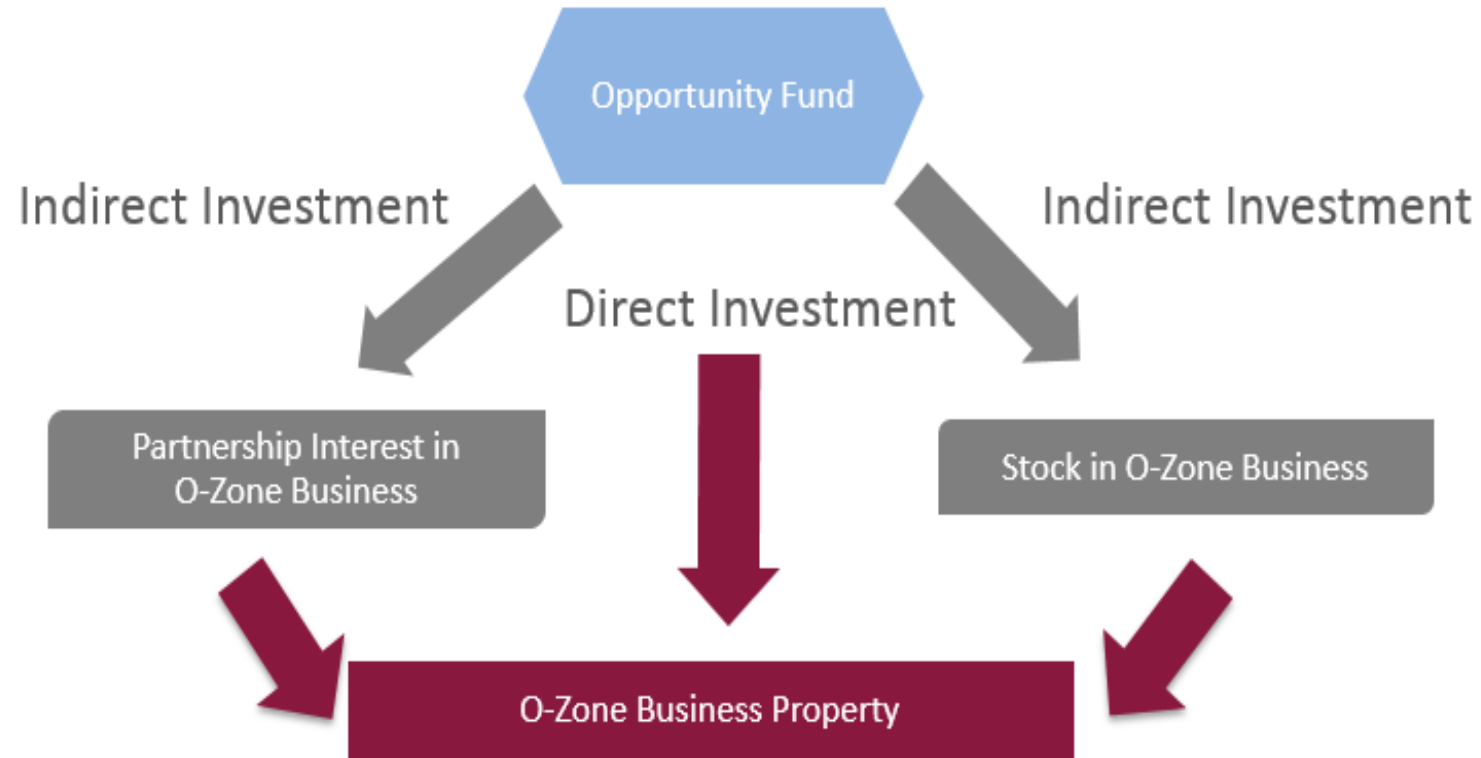 Opportunity Fund
Indirect Investment
Indirect Investment
Direct Investment
Partnership Interest in
O-Zone Business
Stock in O-Zone Business
O-Zone Business Property